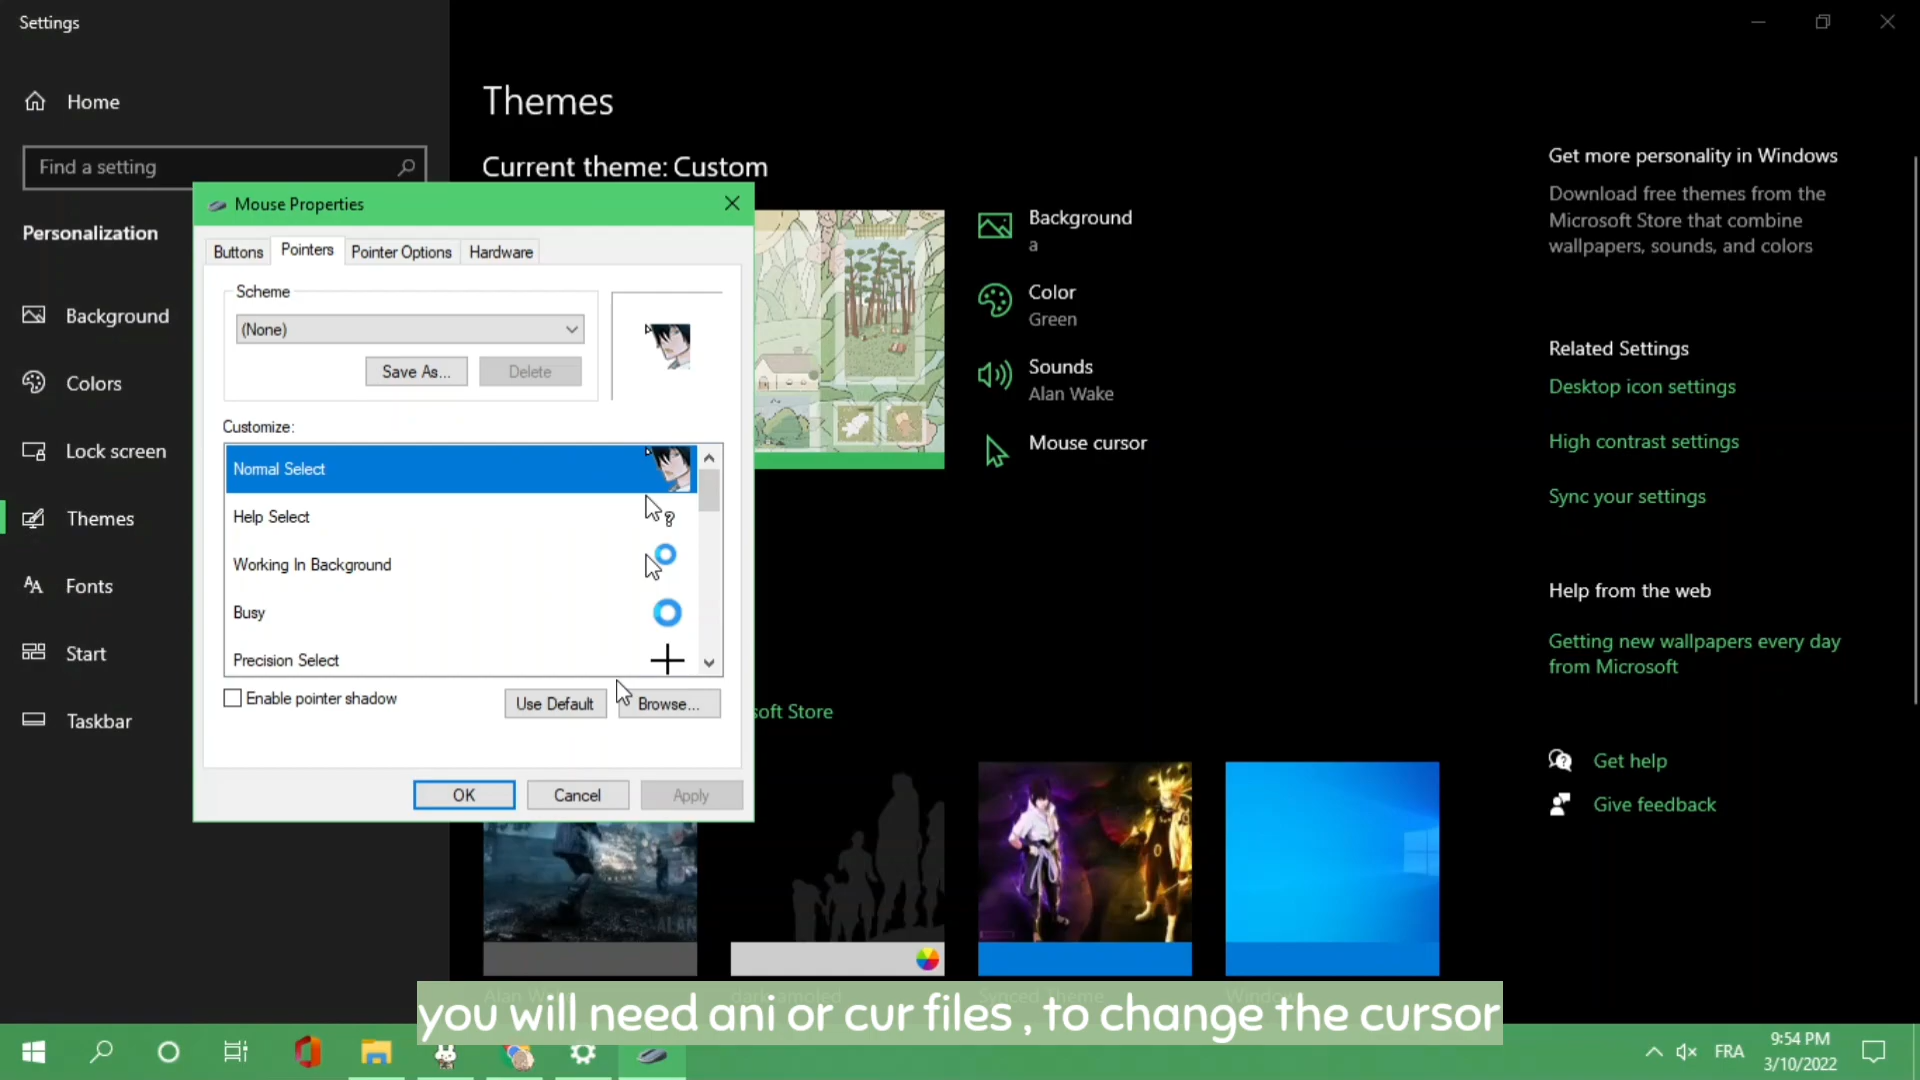 Settings
Home
Find a setting
Personalization
Background
Colors
Lock screen
Themes
Fonts
Start
Taskbar
Themes
Current theme: Custom
Mouse Properties
Buttons
Pointers
Pointer Options
Hardware
Scheme
(None)
Save As...
Delete
Customize:
Normal Select
Help Select
Working In Background
Busy
Precision Select
Enable pointer shadow
Use Default
Browse...
OK
Cancel
Apply
Background
a
Color
Green
Sounds
Alan Wake
Mouse cursor
soft Store
Get more personality in Windows
Download free themes from the
Microsoft Store that combine
wallpapers, sounds, and colors
Related Settings
Desktop icon settings
High contrast settings
Sync your settings
Help from the web
Getting new wallpapers every day
from Microsoft
Get help
Give feedback
you will need ani or cur files , to change the cursor
FRA
9:54 PM
3/10/2022